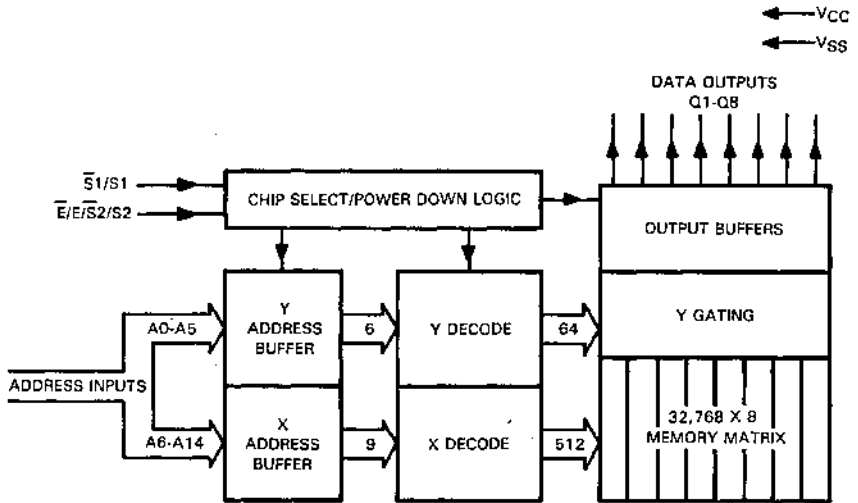 VCC
VSS
DATA OUTPUTS
Q1-Q8
S̅1/S1
E̅/E/S̅2/S2
CHIP SELECT/POWER DOWN LOGIC
OUTPUT BUFFERS
A0-A5
Y
ADDRESS
BUFFER
6
Y DECODE
64
Y GATING
ADDRESS INPUTS
A6-A14
X
ADDRESS
BUFFER
9
X DECODE
512
32,768 X 8
MEMORY MATRIX